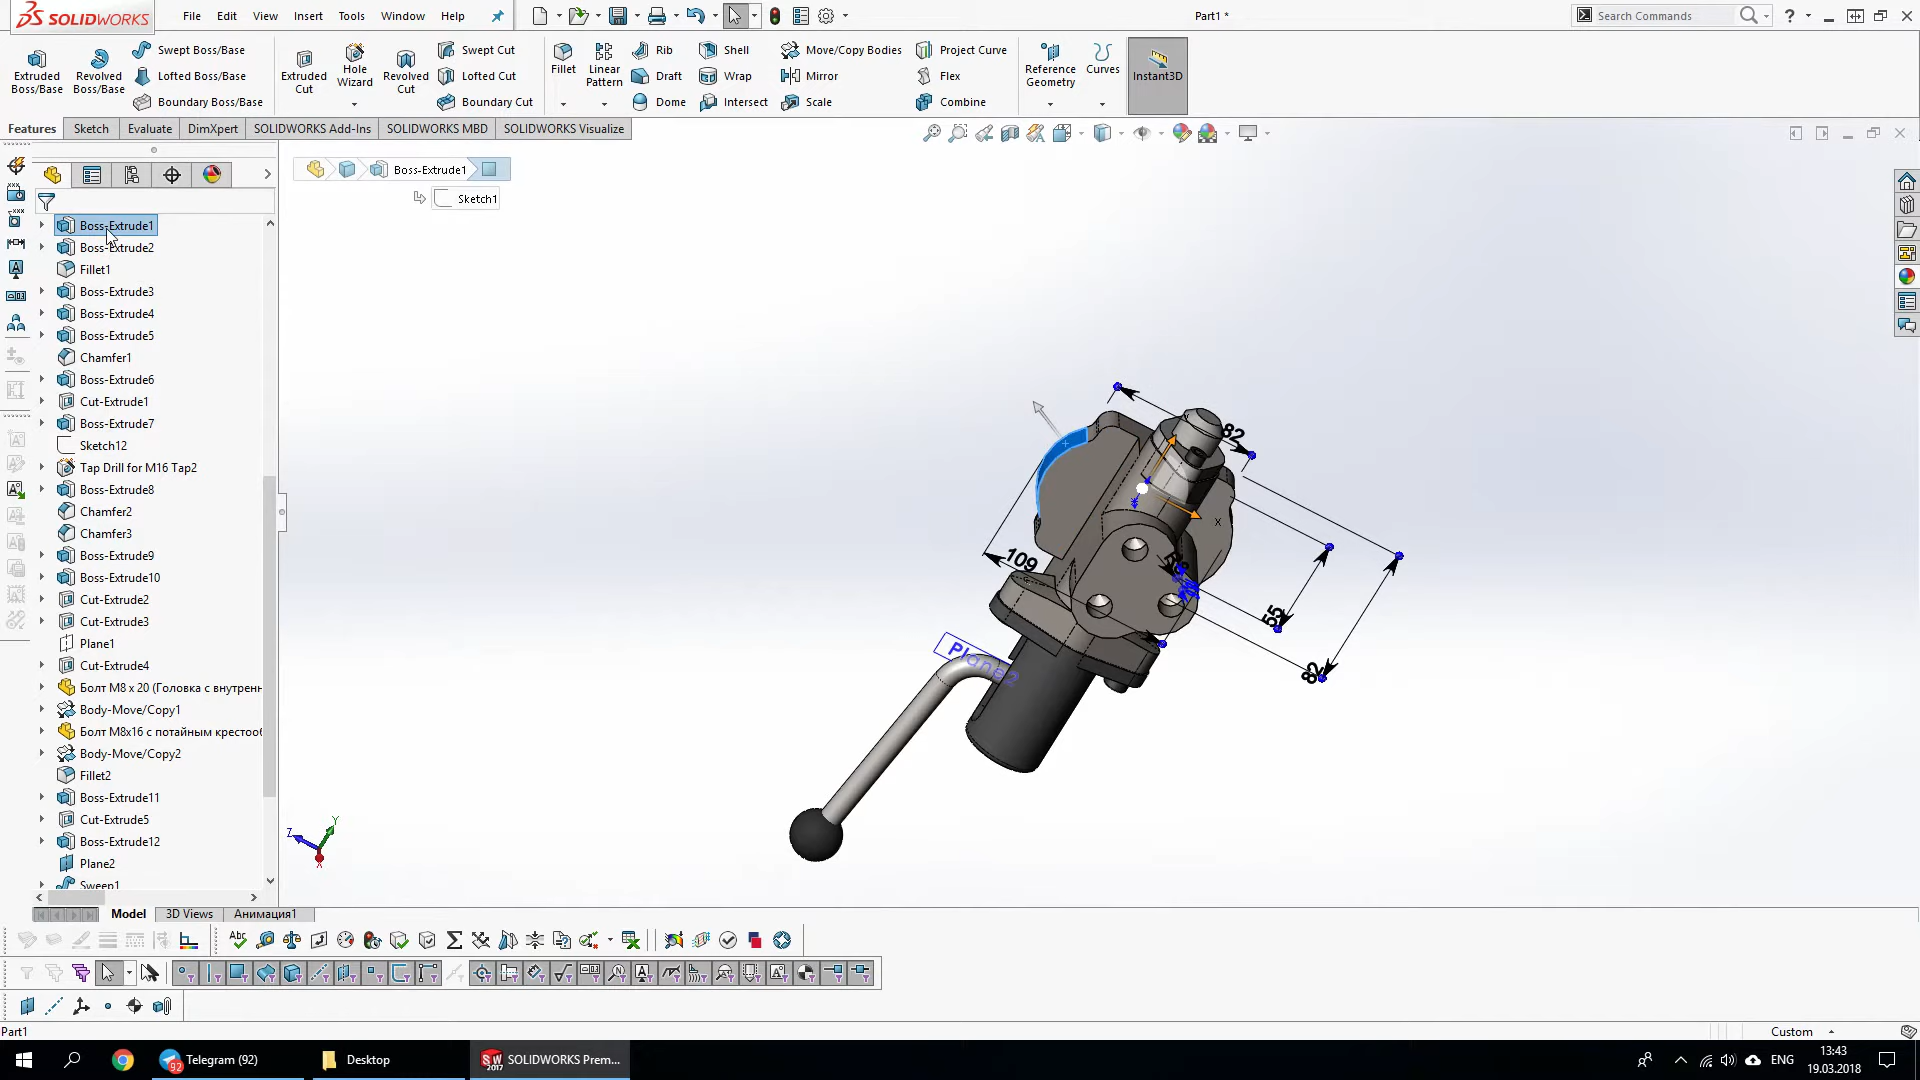 SOLIDWORKS
File Edit View Insert Tools Window Help
Part1 *
Search Commands
Extruded Boss/Base
Revolved Boss/Base
Swept Boss/Base
Lofted Boss/Base
Boundary Boss/Base
Extruded Cut
Hole Wizard
Revolved Cut
Swept Cut
Lofted Cut
Boundary Cut
Fillet
Linear Pattern
Rib
Draft
Dome
Shell
Wrap
Intersect
Move/Copy Bodies
Mirror
Scale
Project Curve
Flex
Combine
Reference Geometry
Curves
Instant3D
Features Sketch Evaluate DimXpert SOLIDWORKS Add-Ins SOLIDWORKS MBD SOLIDWORKS Visualize
Boss-Extrude1
Sketch1
Boss-Extrude1
Boss-Extrude2
Fillet1
Boss-Extrude3
Boss-Extrude4
Boss-Extrude5
Chamfer1
Boss-Extrude6
Cut-Extrude1
Boss-Extrude7
Sketch12
Tap Drill for M16 Tap2
Boss-Extrude8
Chamfer2
Chamfer3
Boss-Extrude9
Boss-Extrude10
Cut-Extrude2
Cut-Extrude3
Plane1
Cut-Extrude4
Болт M8 x 20 (Головка с внутренн
Body-Move/Copy1
Болт M8x16 с потайным крестооб
Body-Move/Copy2
Fillet2
Boss-Extrude11
Cut-Extrude5
Boss-Extrude12
Plane2
Sweep1
82
109
55
82
Plane2
X
Z
Y
X
Model 3D Views Анимация1
Part1
Custom
Telegram (92)
Desktop
SOLIDWORKS Prem...
ENG
13:43
19.03.2018